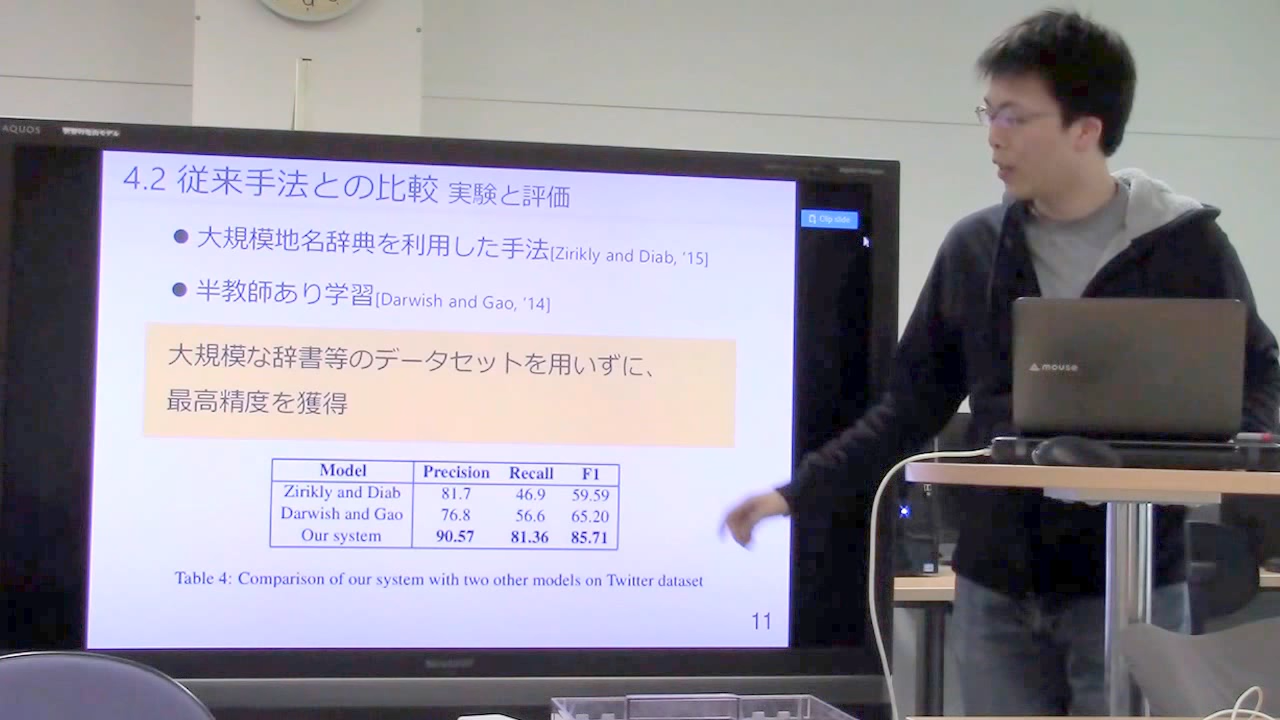 AQUOS
4.2 従来手法との比較 実験と評価
Clip slide
● 大規模地名辞典を利用した手法[Zirikly and Diab, '15]
● 半教師あり学習[Darwish and Gao, '14]
大規模な辞書等のデータセットを用いずに、
最高精度を獲得
Model Precision Recall F1
Zirikly and Diab 81.7 46.9 59.59
Darwish and Gao 76.8 56.6 65.20
Our system 90.57 81.36 85.71
Table 4: Comparison of our system with two other models on Twitter dataset
11
mouse